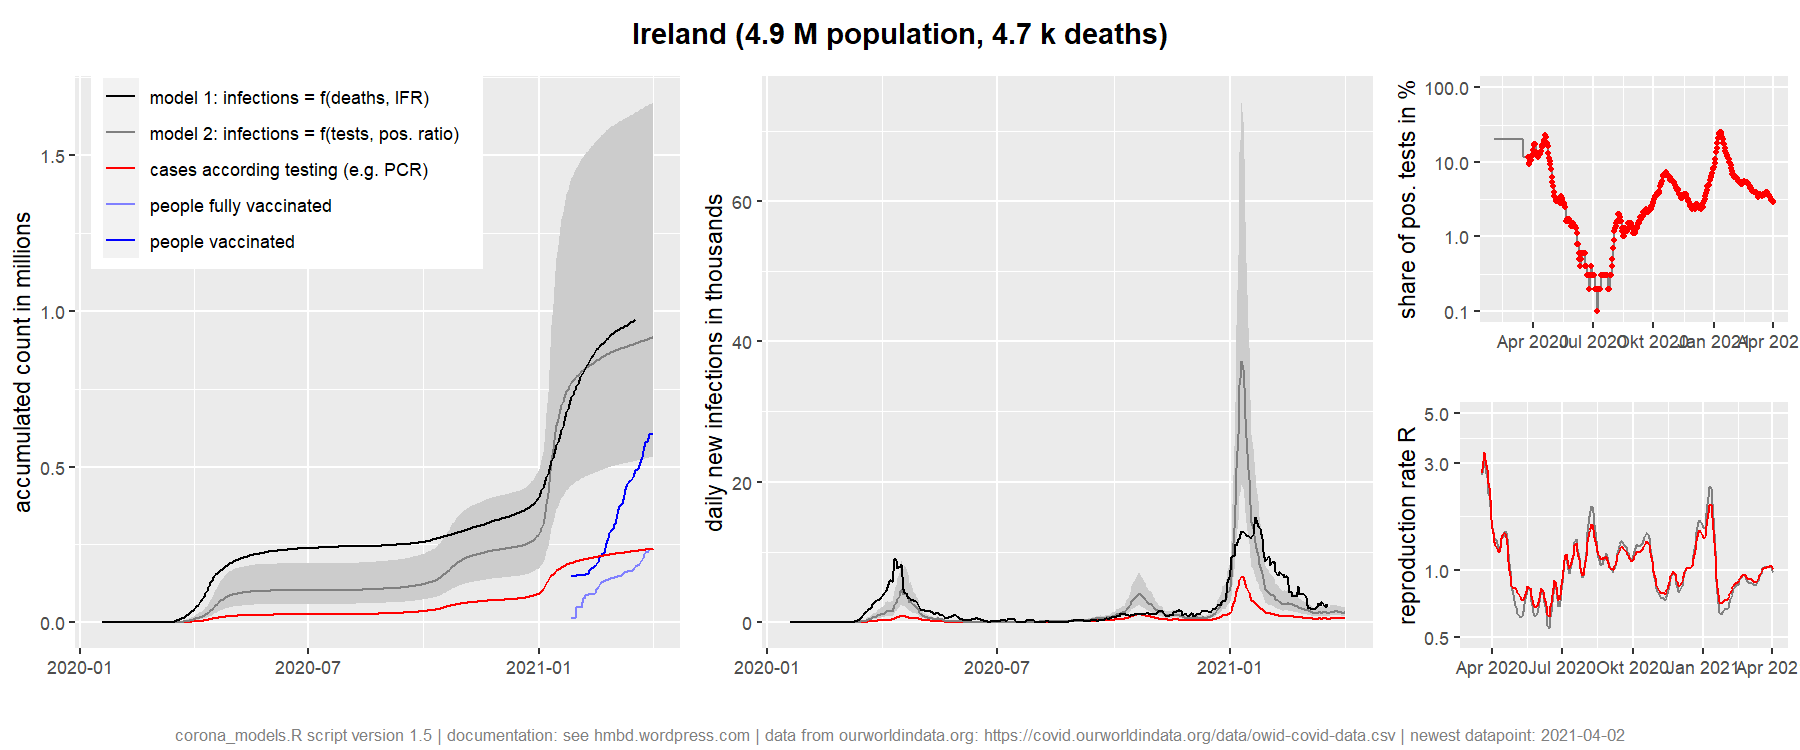 Ireland (4.9 M population, 4.7 k deaths)
model 1: infections = f(deaths, IFR)
model 2: infections = f(tests, pos. ratio)
cases according testing (e.g. PCR)
people fully vaccinated
people vaccinated
accumulated count in millions
1.5
1.0
0.5
0.0
2020-01
2020-07
2021-01
daily new infections in thousands
60
40
20
0
2020-01
2020-07
2021-01
share of pos. tests in %
100.0
10.0
1.0
0.1
Apr 2020
Jul 2020
Okt 2020
Jan 2021
Apr 202
reproduction rate R
5.0
3.0
1.0
0.5
Apr 2020
Jul 2020
Okt 2020
Jan 2021
Apr 202
corona_models.R script version 1.5 | documentation: see hmbd.wordpress.com | data from ourworldindata.org: https://covid.ourworldindata.org/data/owid-covid-data.csv | newest datapoint: 2021-04-02